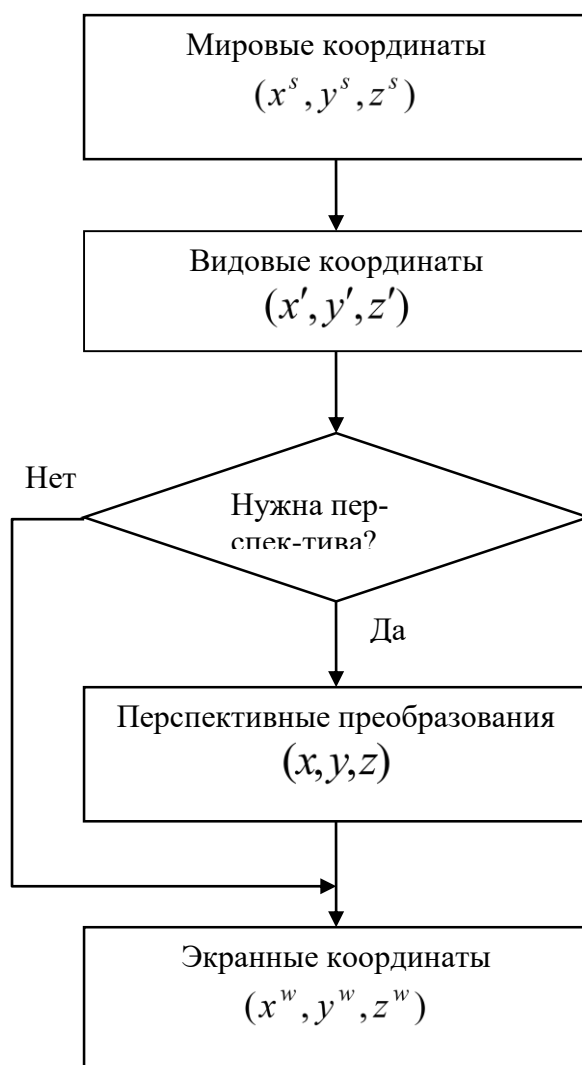 Мировые координаты
(x^s, y^s, z^s)
Видовые координаты
(x′, y′, z′)
Нет
Нужна пер-
спек-тива?
Да
Перспективные преобразования
(x, y, z)
Экранные координаты
(x^w, y^w, z^w)